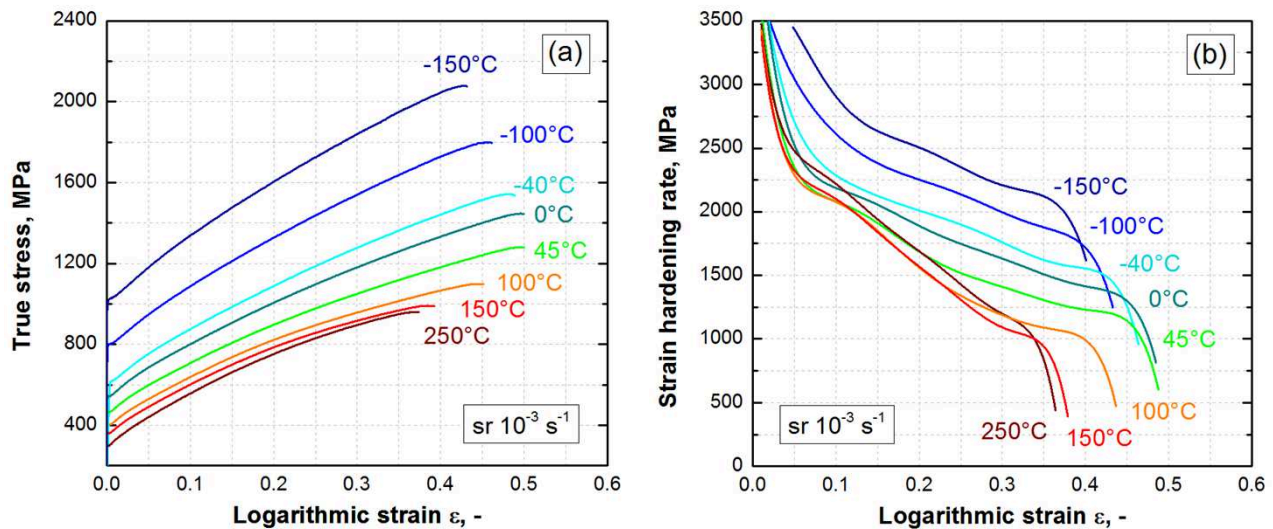 2400
2000
1600
1200
800
400
True stress, MPa
(a)
-150°C
-100°C
-40°C
0°C
45°C
100°C
150°C
250°C
sr 10⁻³ s⁻¹
0.0 0.1 0.2 0.3 0.4 0.5 0.6
Logarithmic strain ε, -
3500
3000
2500
2000
1500
1000
500
0
Strain hardening rate, MPa
(b)
-150°C
-100°C
-40°C
0°C
45°C
100°C
150°C
250°C
sr 10⁻³ s⁻¹
0.0 0.1 0.2 0.3 0.4 0.5 0.6
Logarithmic strain ε, -